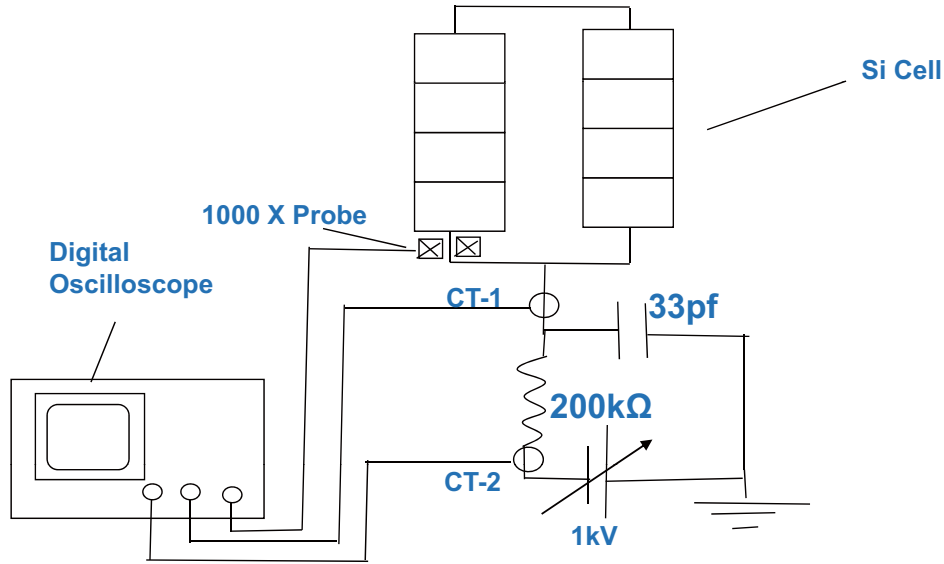 Si Cell
1000 X Probe
Digital
Oscilloscope
CT-1
33pf
200kΩ
CT-2
1kV